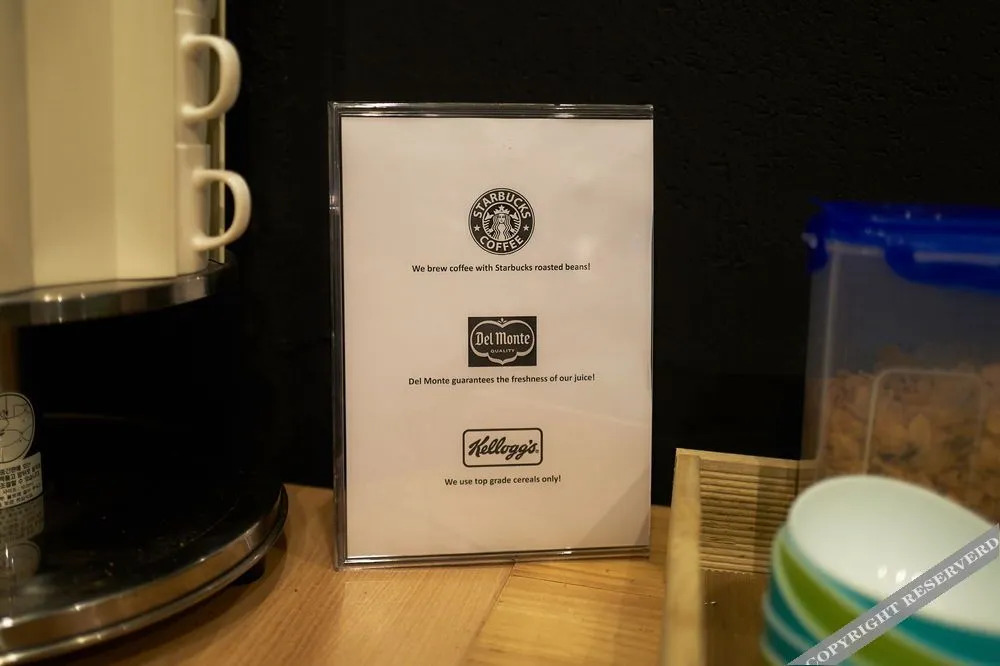 STARBUCKS
COFFEE
We brew coffee with Starbucks roasted beans!
Del Monte
QUALITY
Del Monte guarantees the freshness of our juice!
Kellogg's
We use top grade cereals only!
COPYRIGHT RESERVERD